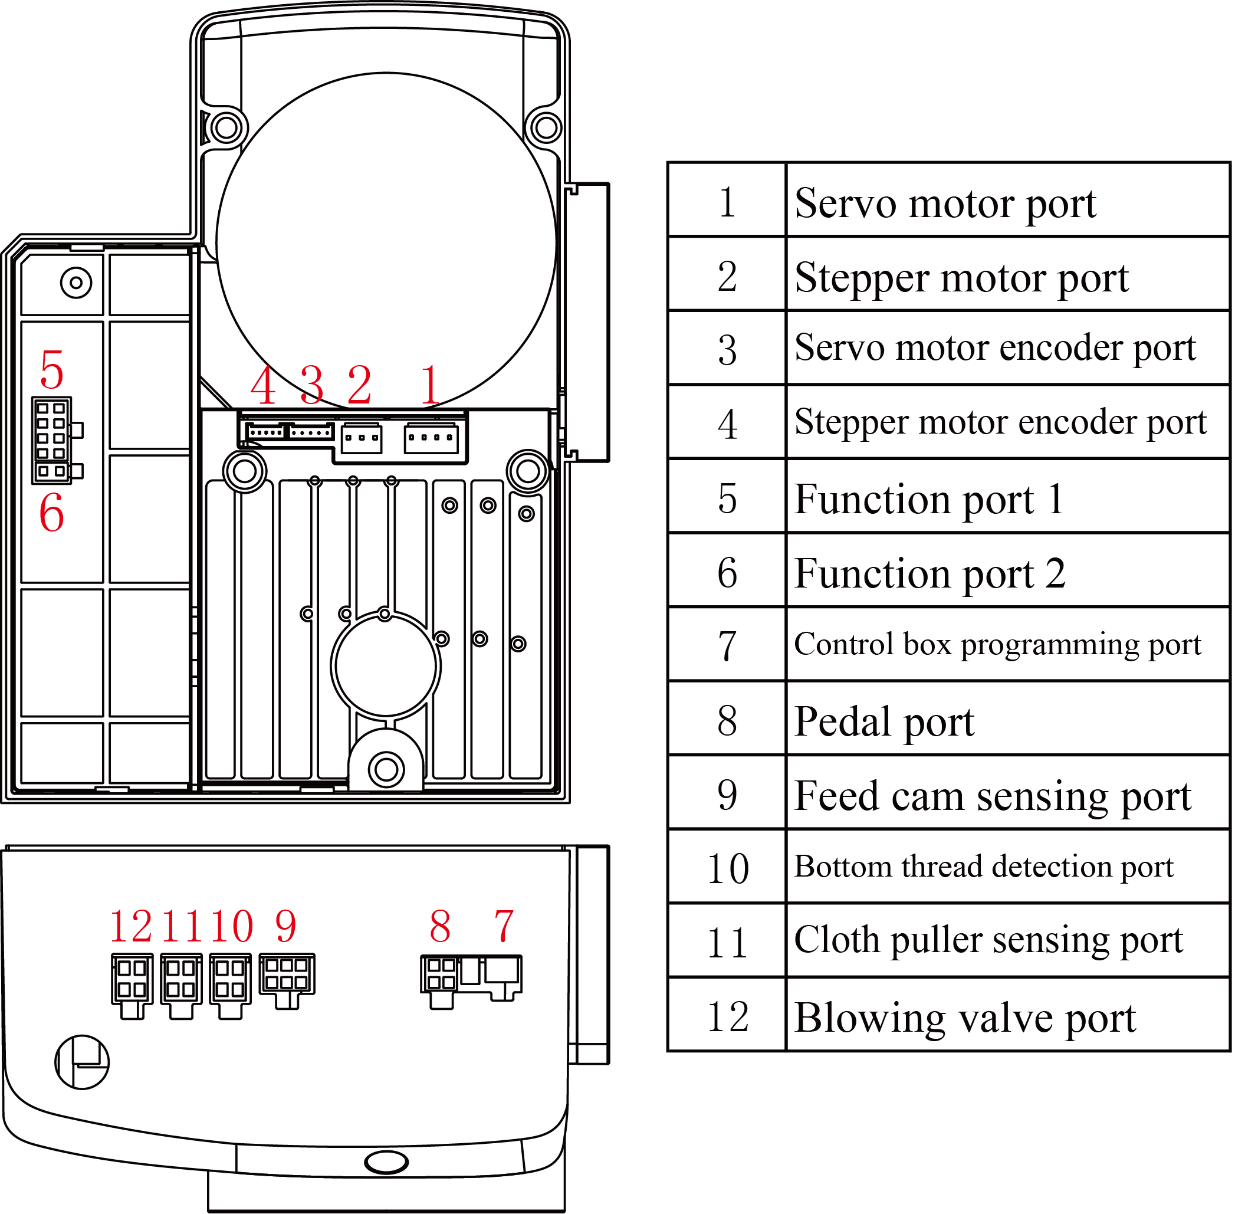 5
4 3 2 1
6
12 11 10 9 8 7
1 Servo motor port
2 Stepper motor port
3 Servo motor encoder port
4 Stepper motor encoder port
5 Function port 1
6 Function port 2
7 Control box programming port
8 Pedal port
9 Feed cam sensing port
10 Bottom thread detection port
11 Cloth puller sensing port
12 Blowing valve port